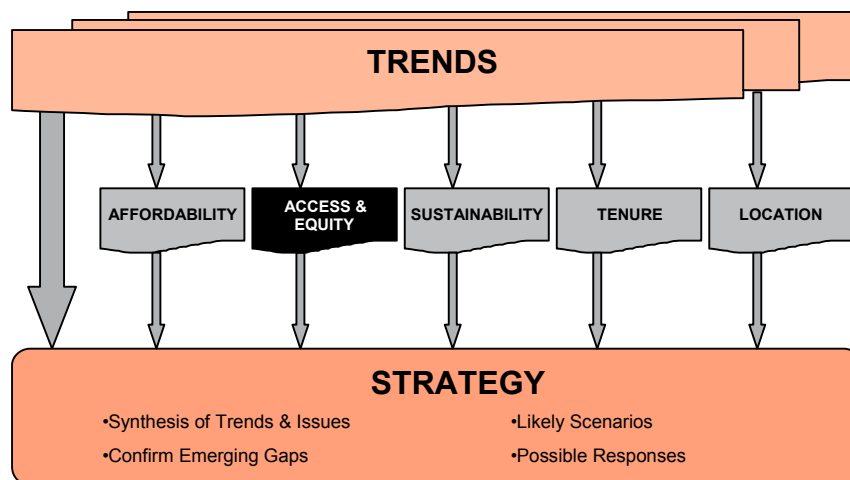 TRENDS
AFFORDABILITY
ACCESS &
EQUITY
SUSTAINABILITY
TENURE
LOCATION
STRATEGY
•Synthesis of Trends & Issues
•Confirm Emerging Gaps
•Likely Scenarios
•Possible Responses